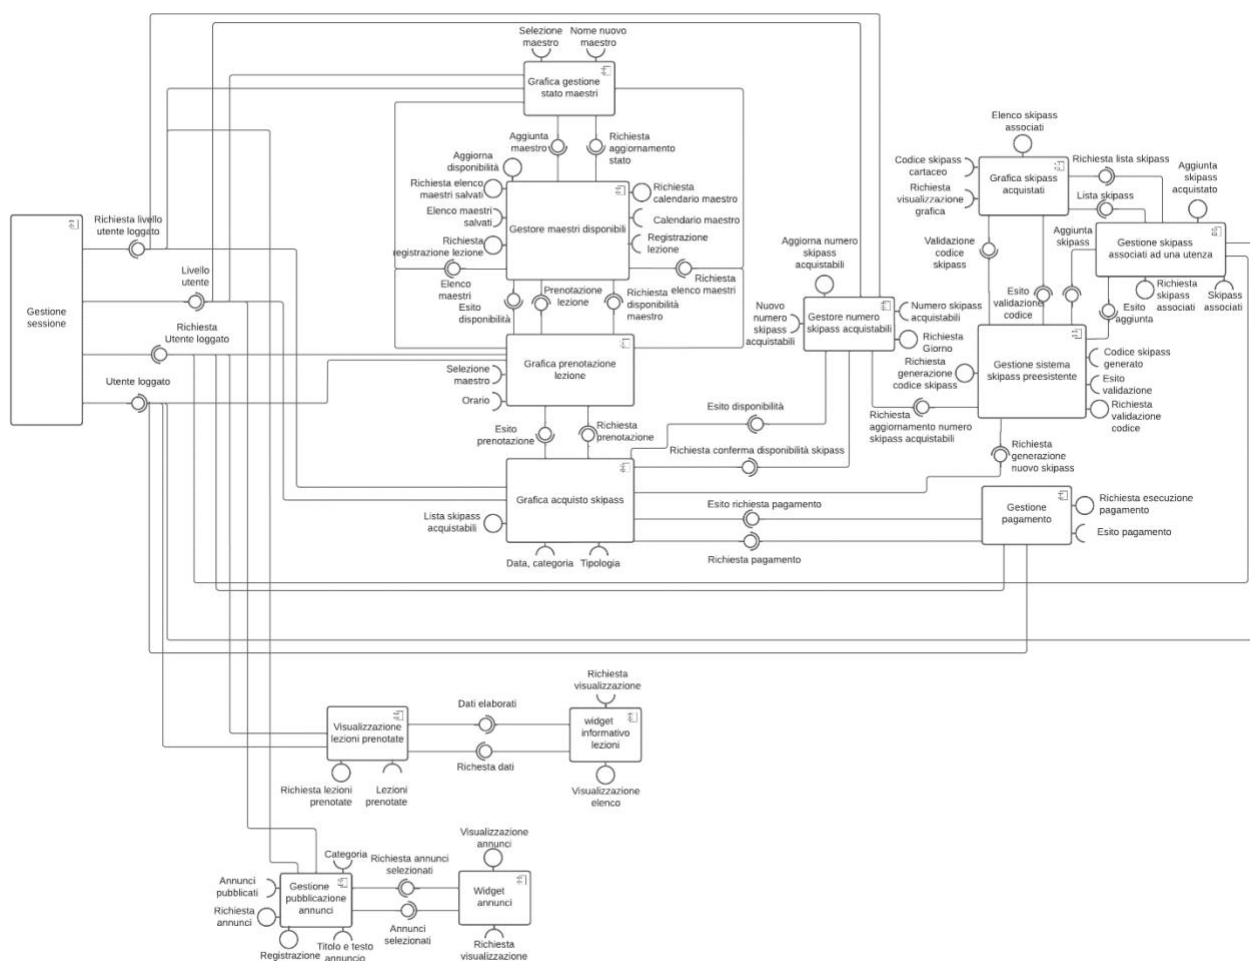 Selezione
maestro
Nome nuovo
maestro
Grafica gestione
stato maestri
Aggiunta
maestro
Richiesta
aggiornamento
stato
Aggiorna
disponibilità
Richiesta elenco
maestri salvati
Elenco maestri
salvati
Richiesta
registrazione lezione
Gestore maestri disponibili
Richiesta
calendario maestro
Calendario maestro
Registrazione
lezione
Elenco
maestri
Richiesta
elenco maestri
Esito
disponibilità
Prenotazione
lezione
Richiesta
disponibilità
maestro
Grafica prenotazione
lezione
Selezione
maestro
Orario
Esito
prenotazione
Richiesta
prenotazione
Grafica acquisto skipass
Lista skipass
acquistabili
Data, categoria
Tipologia
Gestione
sessione
Richiesta livello
utente loggato
Livello
utente
Richiesta
Utente loggato
Utente loggato
Aggiorna numero
skipass
acquistabili
Nuovo
numero
skipass
acquistabili
Gestore numero
skipass acquistabili
Numero skipass
acquistabili
Richiesta
Giorno
Esito disponibilità
Richiesta conferma disponibilità skipass
Esito richiesta pagamento
Richiesta pagamento
Elenco skipass
associati
Codice skipass
cartaceo
Richiesta
visualizzazione
grafica
Grafica skipass
acquistati
Richiesta lista skipass
Lista skipass
Aggiunta
skipass
acquistato
Gestione skipass
associati ad una utenza
Validazione
codice
skipass
Aggiunta
skipass
Esito
validazione
codice
Esito
aggiunta
Richiesta
skipass
associati
Skipass
associati
Richiesta
generazione
codice skipass
Gestione sistema
skipass preesistente
Codice skipass
generato
Esito
validazione
Richiesta
validazione
codice
Richiesta
aggiornamento numero
skipass acquistabili
Richiesta
generazione
nuovo skipass
Gestione
pagamento
Richiesta esecuzione
pagamento
Esito pagamento
Visualizzazione
lezioni prenotate
Richiesta lezioni
prenotate
Lezioni
prenotate
Dati elaborati
Richesta dati
Richiesta
visualizzazione
widget
informativo
lezioni
Visualizzazione
elenco
Categoria
Annunci
pubblicati
Richiesta
annunci
Gestione
pubblicazione
annunci
Registrazione
Titolo e testo
annuncio
Richiesta annunci
selezionati
Annunci
selezionati
Visualizzazione
annunci
Widget
annunci
Richiesta
visualizzazione